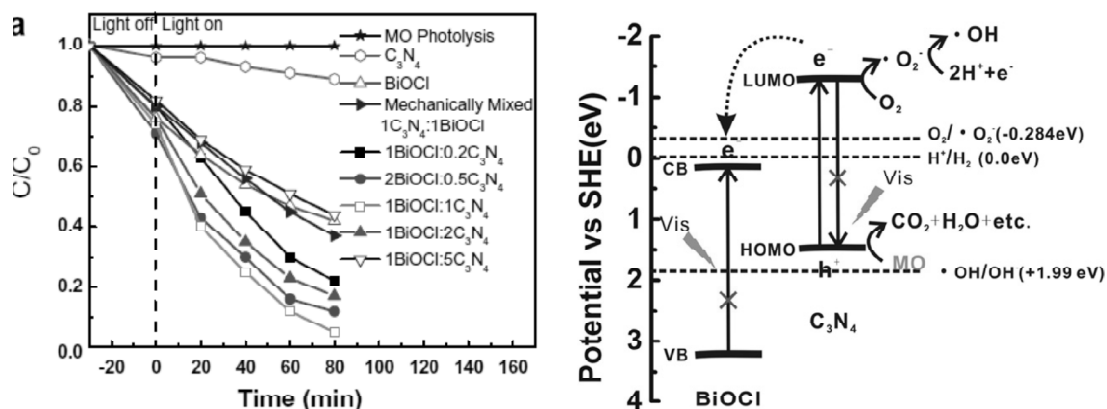 a
Light off Light on
1.0
0.8
0.6
0.4
0.2
0.0
C/C₀
-20 0 20 40 60 80 100 120 140 160
Time (min)
MO Photolysis
C₃N₄
BiOCl
Mechanically Mixed
1C₃N₄:1BiOCl
1BiOCl:0.2C₃N₄
2BiOCl:0.5C₃N₄
1BiOCl:1C₃N₄
1BiOCl:2C₃N₄
1BiOCl:5C₃N₄
Potential vs SHE(eV)
-2
-1
0
1
2
3
4
e⁻
LUMO
· O₂⁻
· OH
2H⁺+e⁻
O₂
O₂/ · O₂⁻(-0.284eV)
H⁺/H₂ (0.0eV)
e
CB
Vis
Vis
HOMO
h⁺
CO₂+H₂O+etc.
MO
· OH/OH (+1.99 eV)
C₃N₄
VB
BiOCl